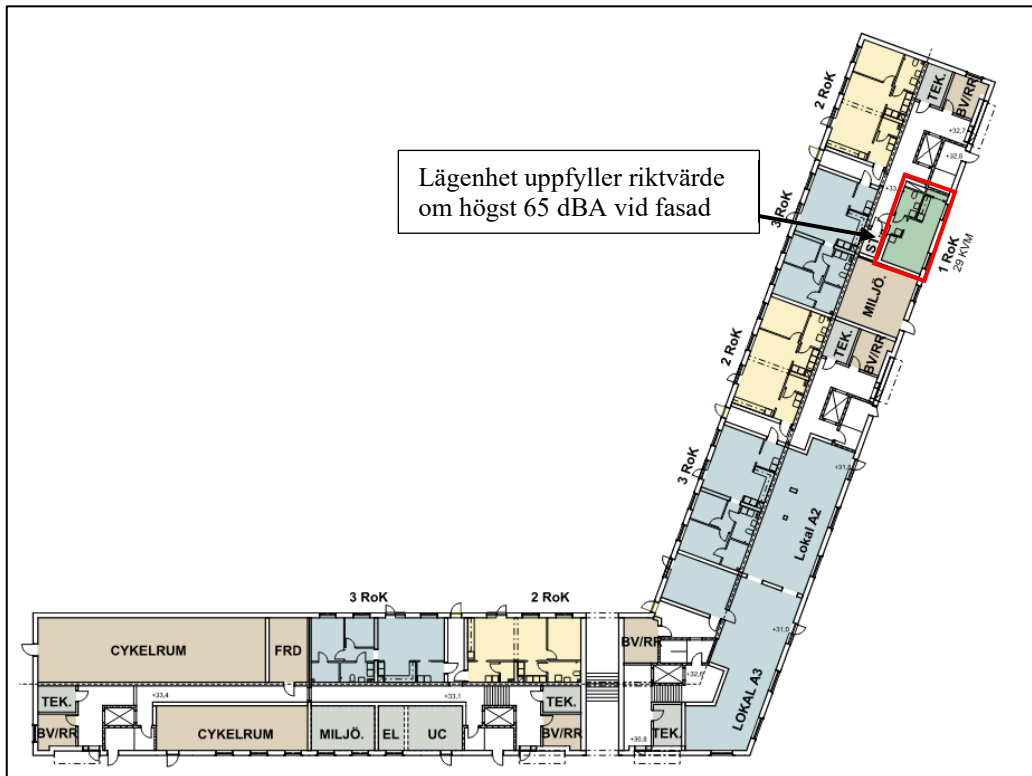 2 RoK
TEK.
BV/RR
+32,7
+32,6
Lägenhet uppfyller riktvärde
om högst 65 dBA vid fasad
3 RoK
1 RoK
29 KVM
MILJÖ.
2 RoK
TEK.
BV/RR
3 RoK
Lokal A2
3 RoK
2 RoK
+31,0
CYKELRUM
FRD
BV/RR
LOKAL A3
TEK.
+33,4
+33,1
TEK.
BV/RR
CYKELRUM
MILJÖ.
EL
UC
BV/RR
+30,8
TEK.